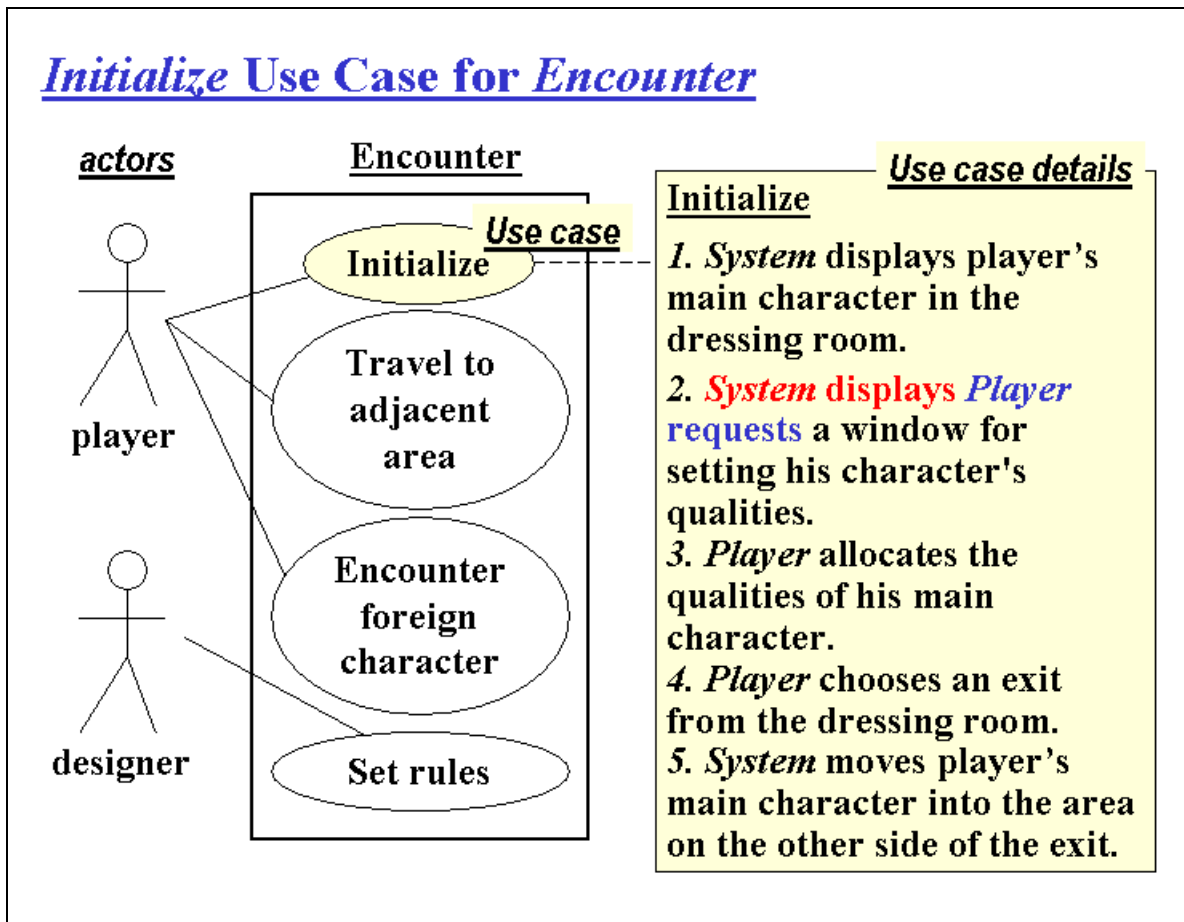 Initialize Use Case for Encounter
actors
Encounter
player
designer
Use case
Initialize
Travel to
adjacent
area
Encounter
foreign
character
Set rules
Use case details
Initialize
1. System displays player’s
main character in the
dressing room.
2. System displays Player
requests a window for
setting his character's
qualities.
3. Player allocates the
qualities of his main
character.
4. Player chooses an exit
from the dressing room.
5. System moves player’s
main character into the area
on the other side of the exit.